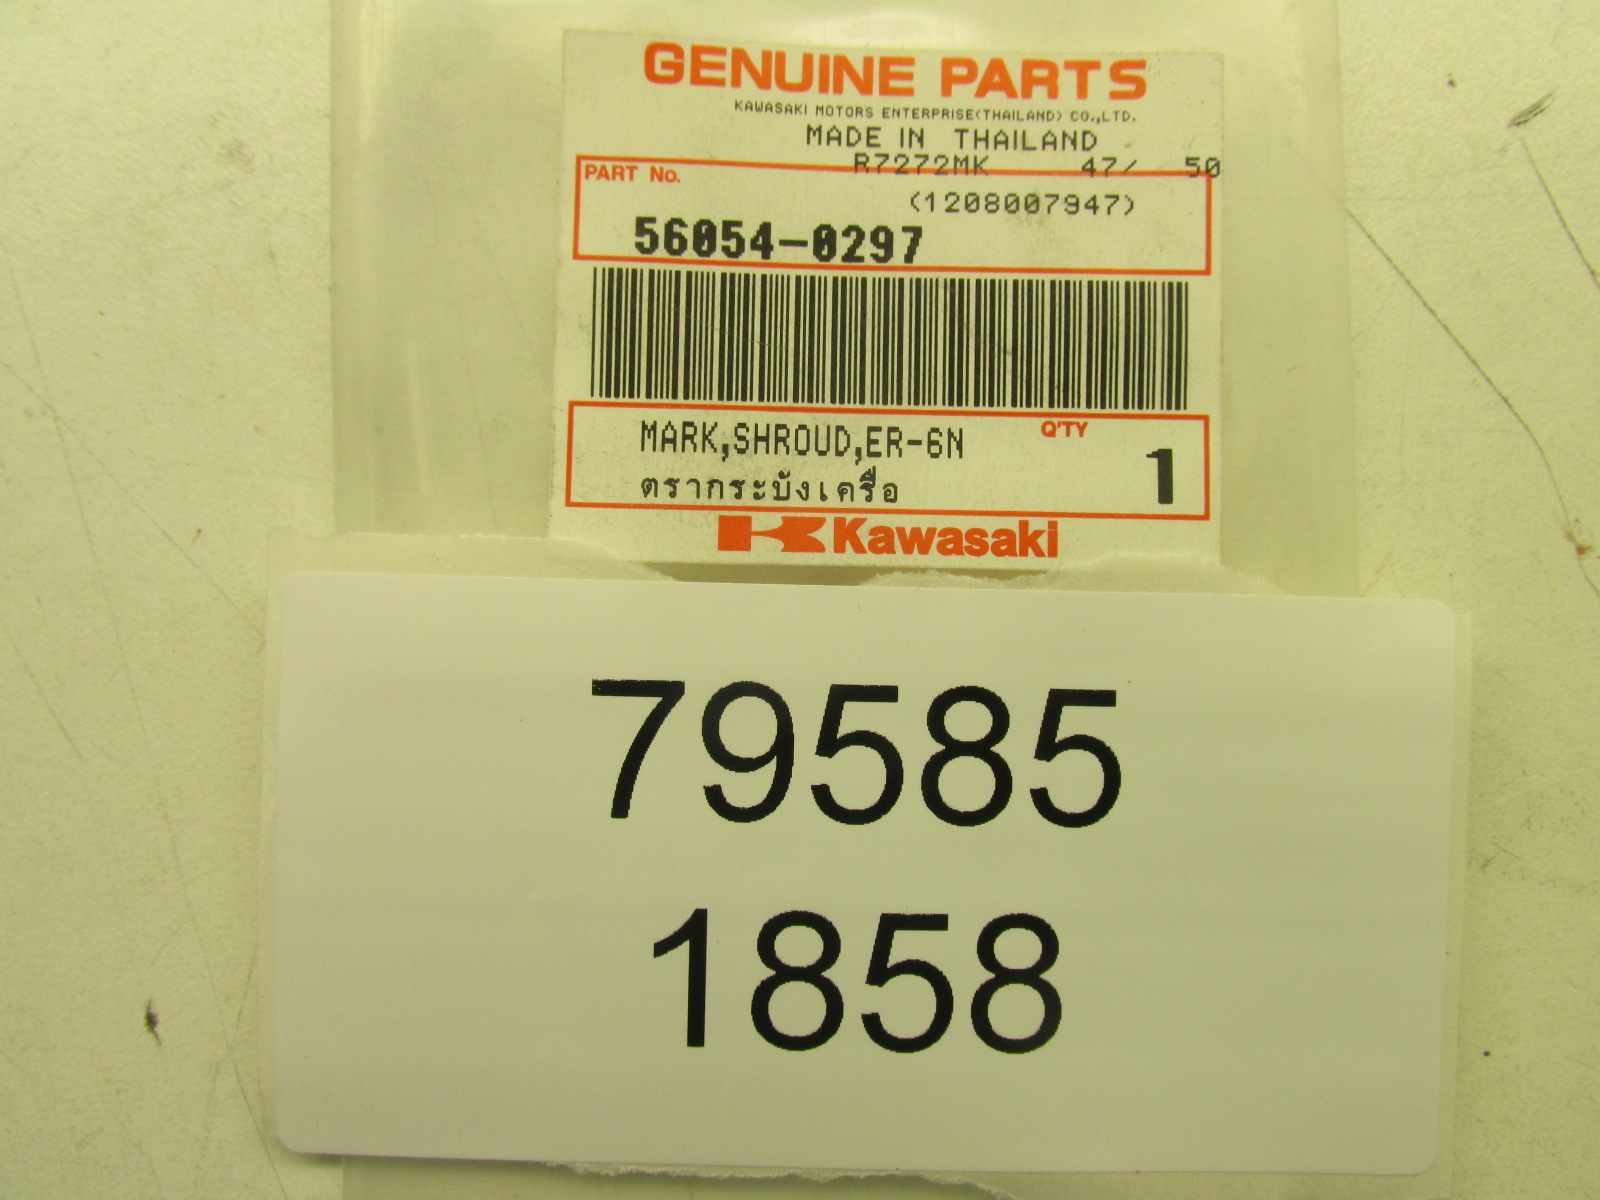 GENUINE PARTS
KAWASAKI MOTORS ENTERPRISE(THAILAND) CO.,LTD.
MADE IN THAILAND
R7272MK 47/ 50
PART No.
(1208007947)
56054-0297
MARK,SHROUD,ER-6N
Q'TY
1
ตรากระบังเครื่อ
Kawasaki
79585
1858